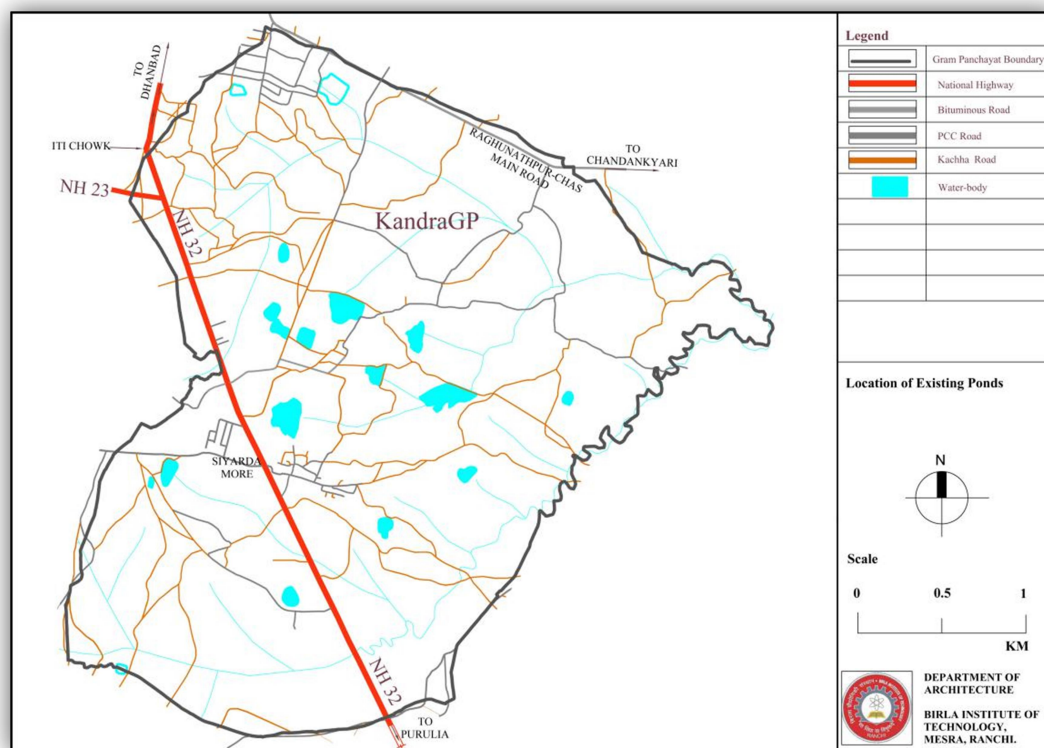 TO
DHANBAD
ITI CHOWK
NH 23
NH 32
RAGHUNATHPUR-CHAS
MAIN ROAD
TO
CHANDANKYARI
KandraGP
SIYARDA
MORE
NH 32
TO
PURULIA
Legend
Gram Panchayat Boundary
National Highway
Bituminous Road
PCC Road
Kachha Road
Water-body
Location of Existing Ponds
N
Scale
0 0.5 1
KM
DEPARTMENT OF
ARCHITECTURE
BIRLA INSTITUTE OF
TECHNOLOGY,
MESRA, RANCHI.